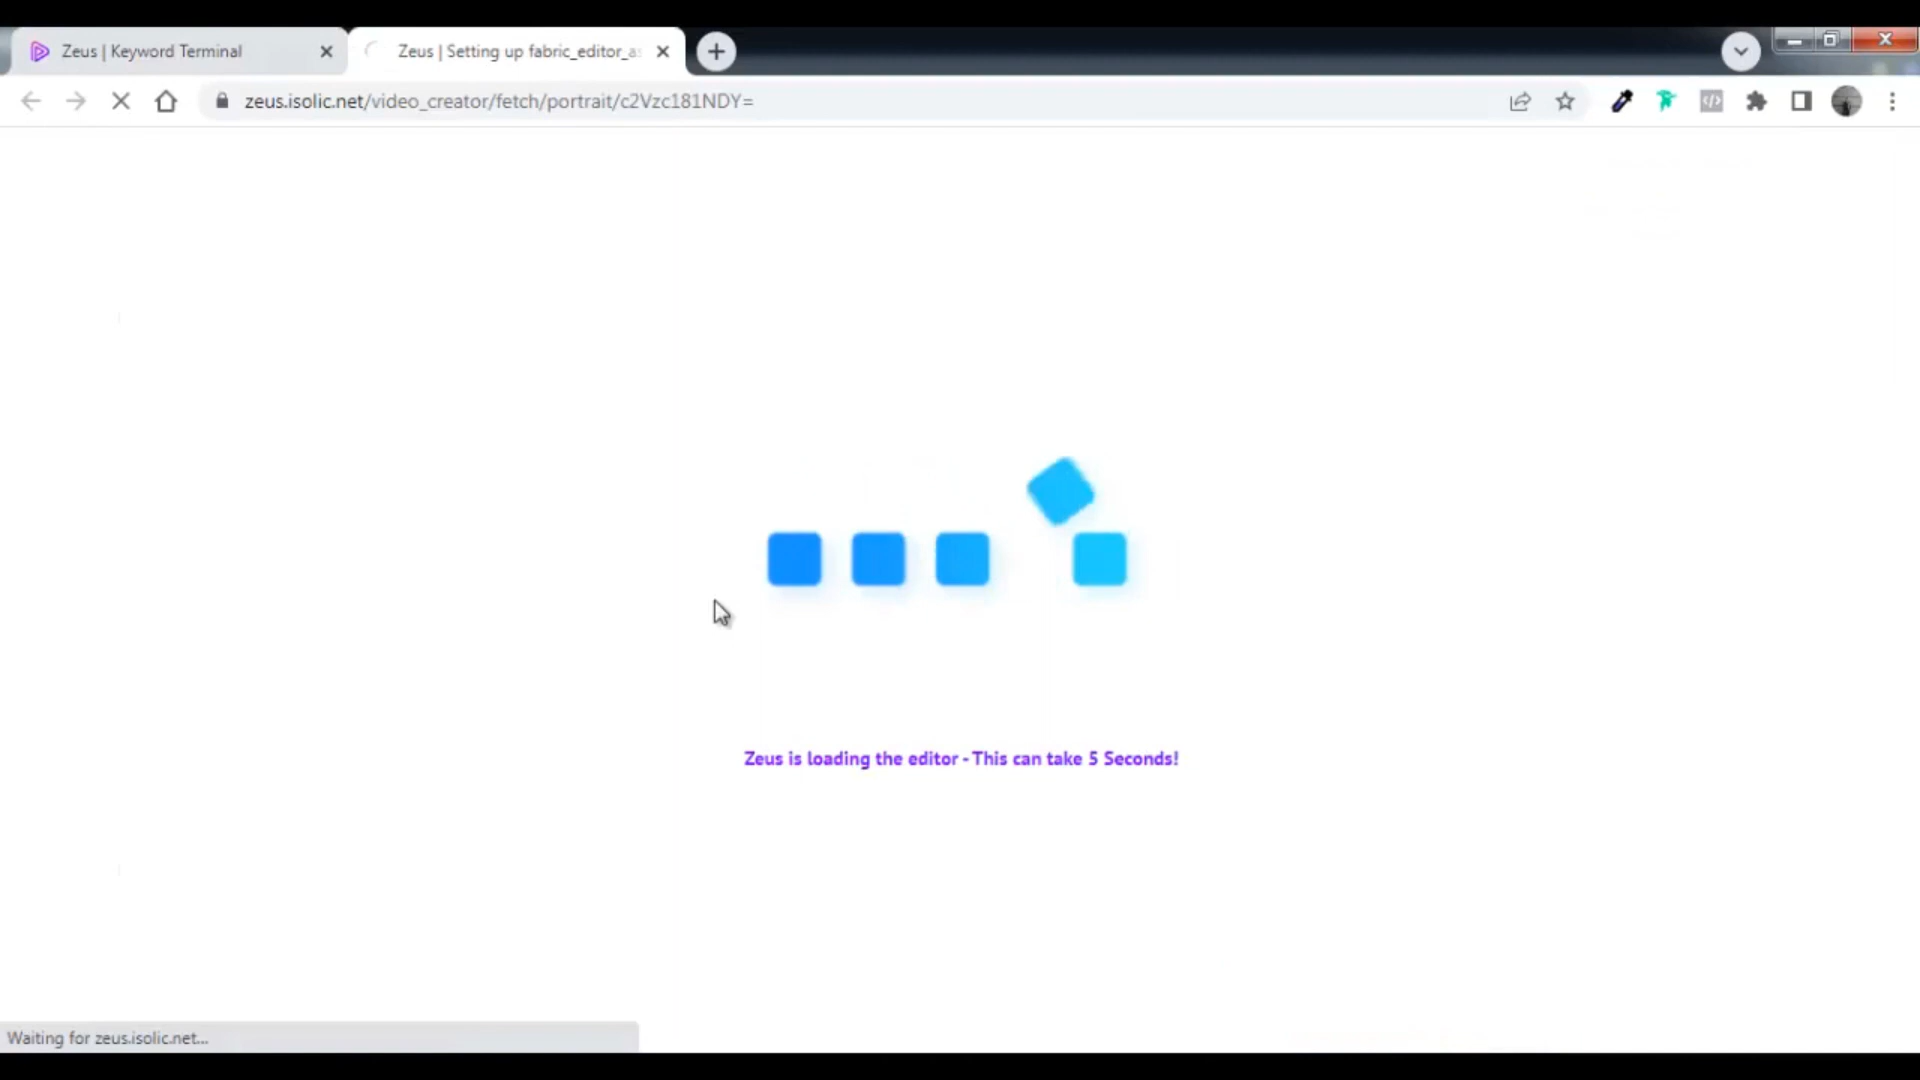 Zeus | Keyword Terminal
Zeus | Setting up fabric_editor_as
zeus.isolic.net/video_creator/fetch/portrait/c2Vzc181NDY=
Zeus is loading the editor - This can take 5 Seconds!
Waiting for zeus.isolic.net...